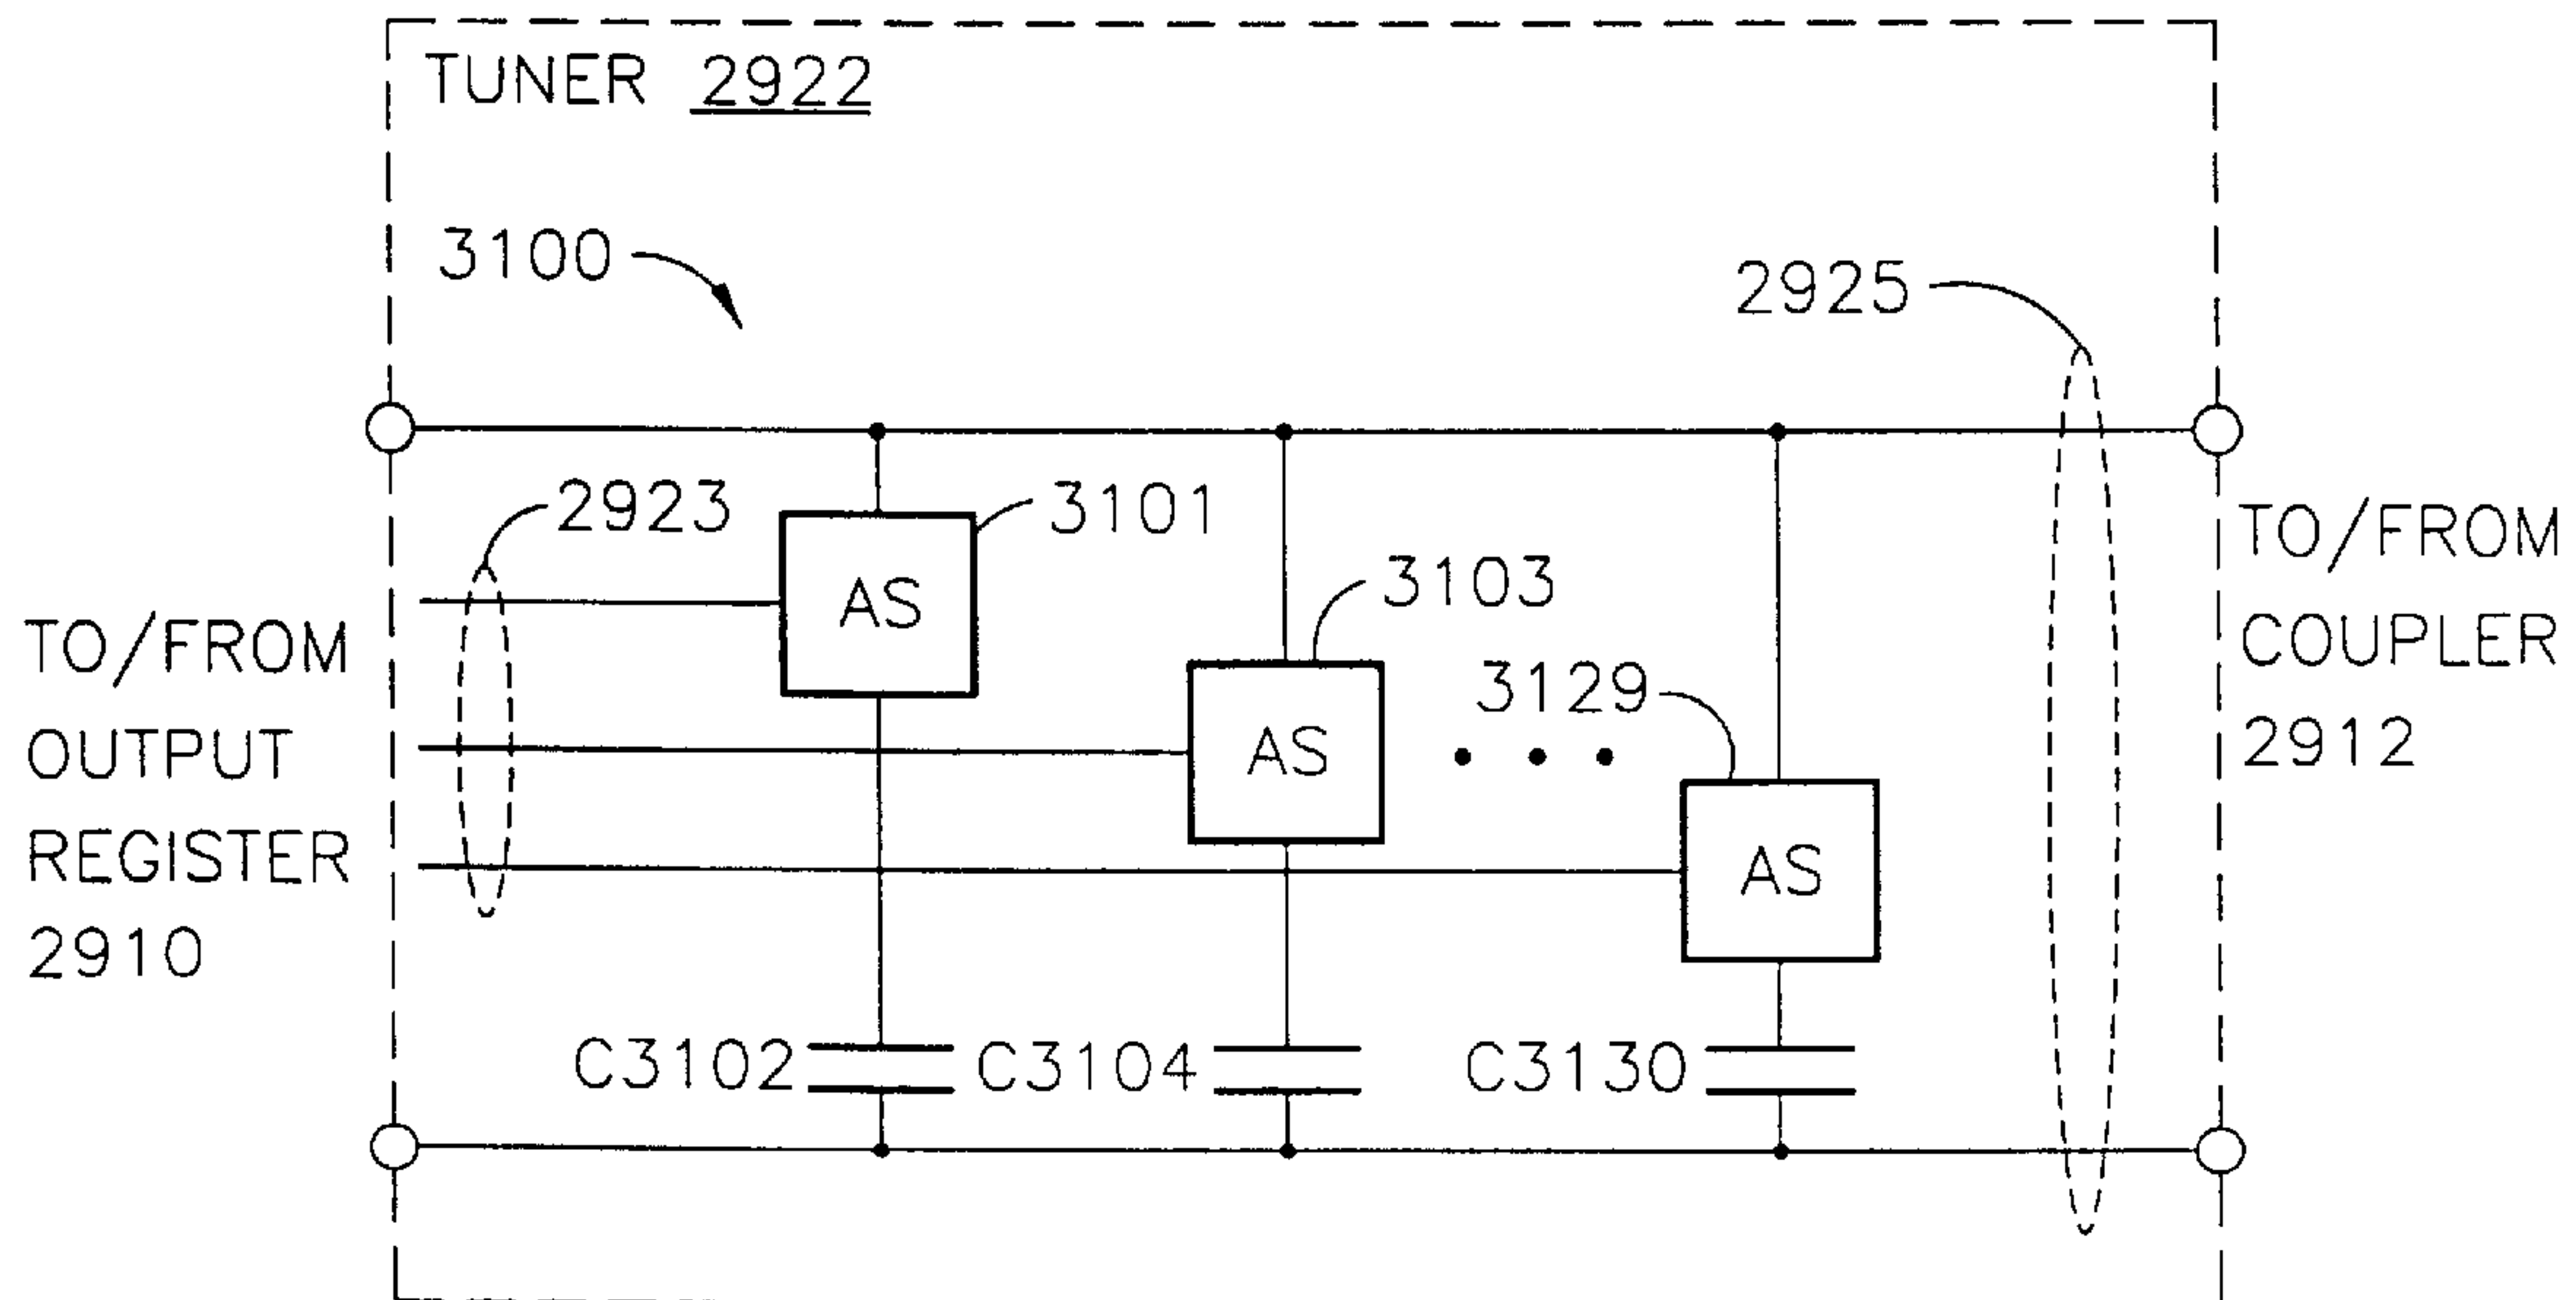 TUNER 2922
3100
2925
2923
3101
3103
3129
AS
AS
AS
TO/FROM
OUTPUT
REGISTER
2910
TO/FROM
COUPLER
2912
C3102
C3104
C3130